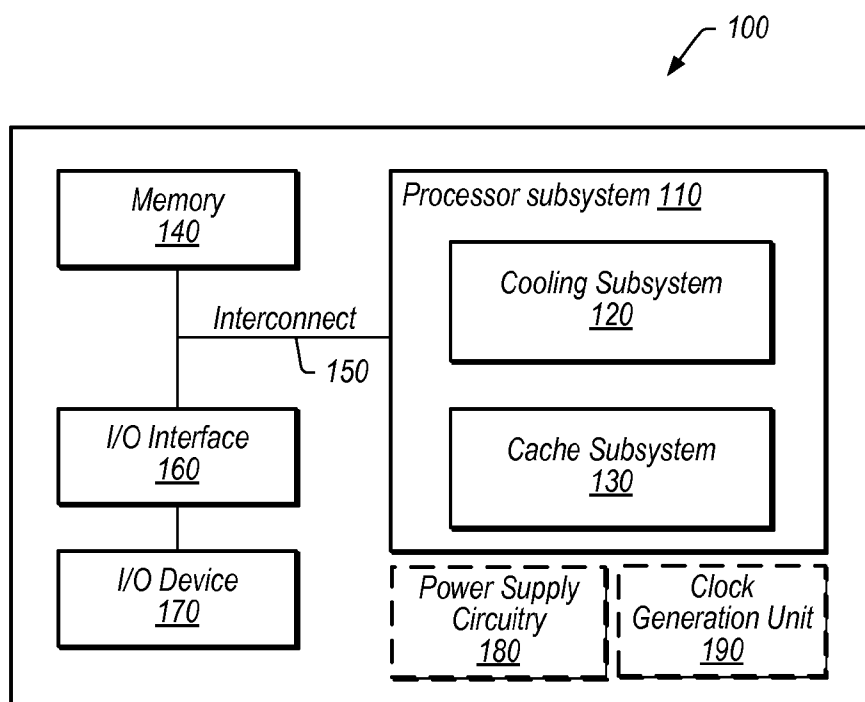 100
Memory
140
Processor subsystem 110
Cooling Subsystem
120
Interconnect
150
I/O Interface
160
Cache Subsystem
130
I/O Device
170
Power Supply
Circuitry
180
Clock
Generation Unit
190